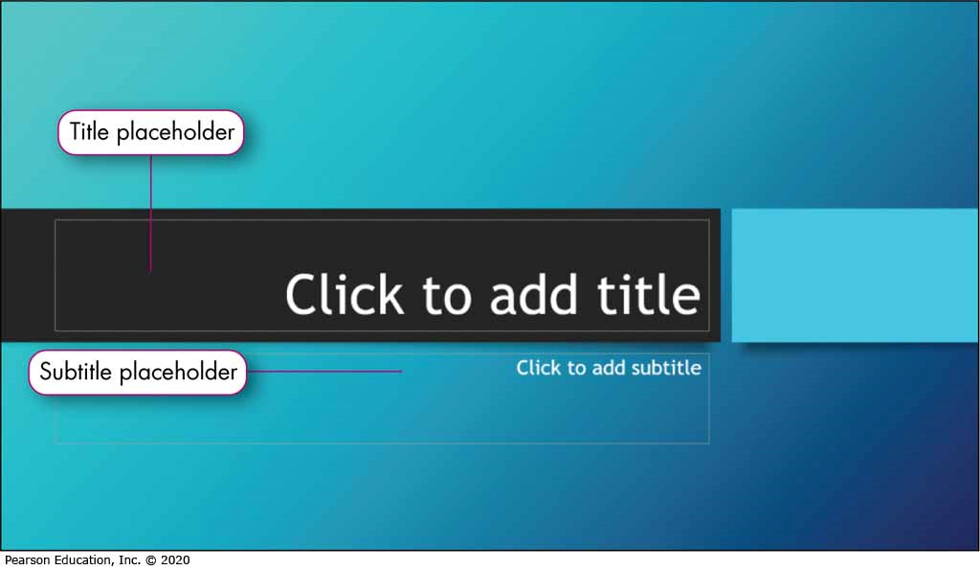 Title placeholder
Click to add title
Subtitle placeholder
Click to add subtitle
Pearson Education, Inc. © 2020